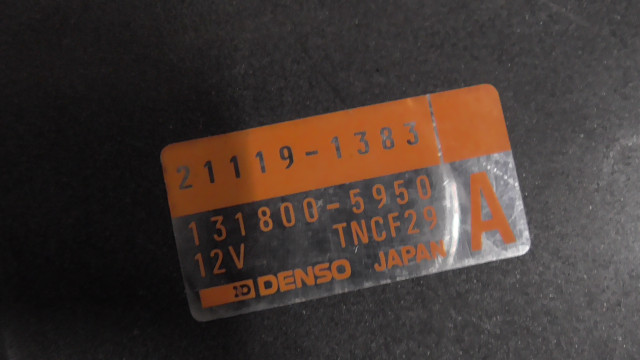 21119-1383
131800-5950
12V TNCF29
A
DENSO JAPAN